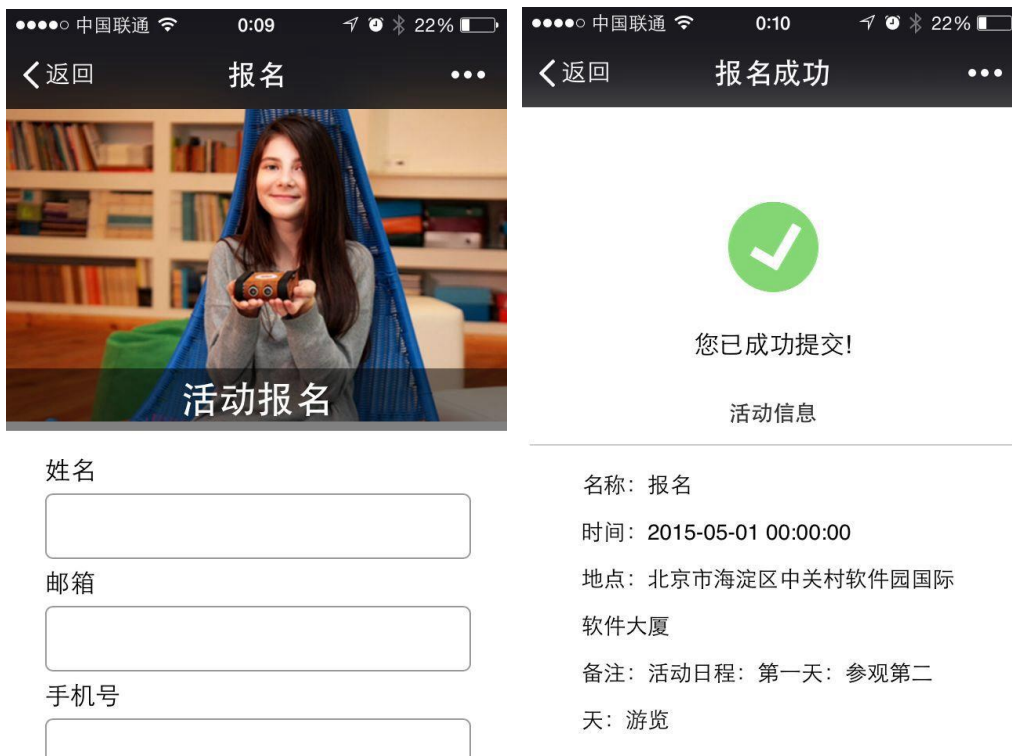 中国联通 0:09 22%
返回 报名
活动报名
姓名
邮箱
手机号
中国联通 0:10 22%
返回 报名成功
您已成功提交!
活动信息
名称：报名
时间：2015-05-01 00:00:00
地点：北京市海淀区中关村软件园国际
软件大厦
备注：活动日程：第一天：参观第二
天：游览